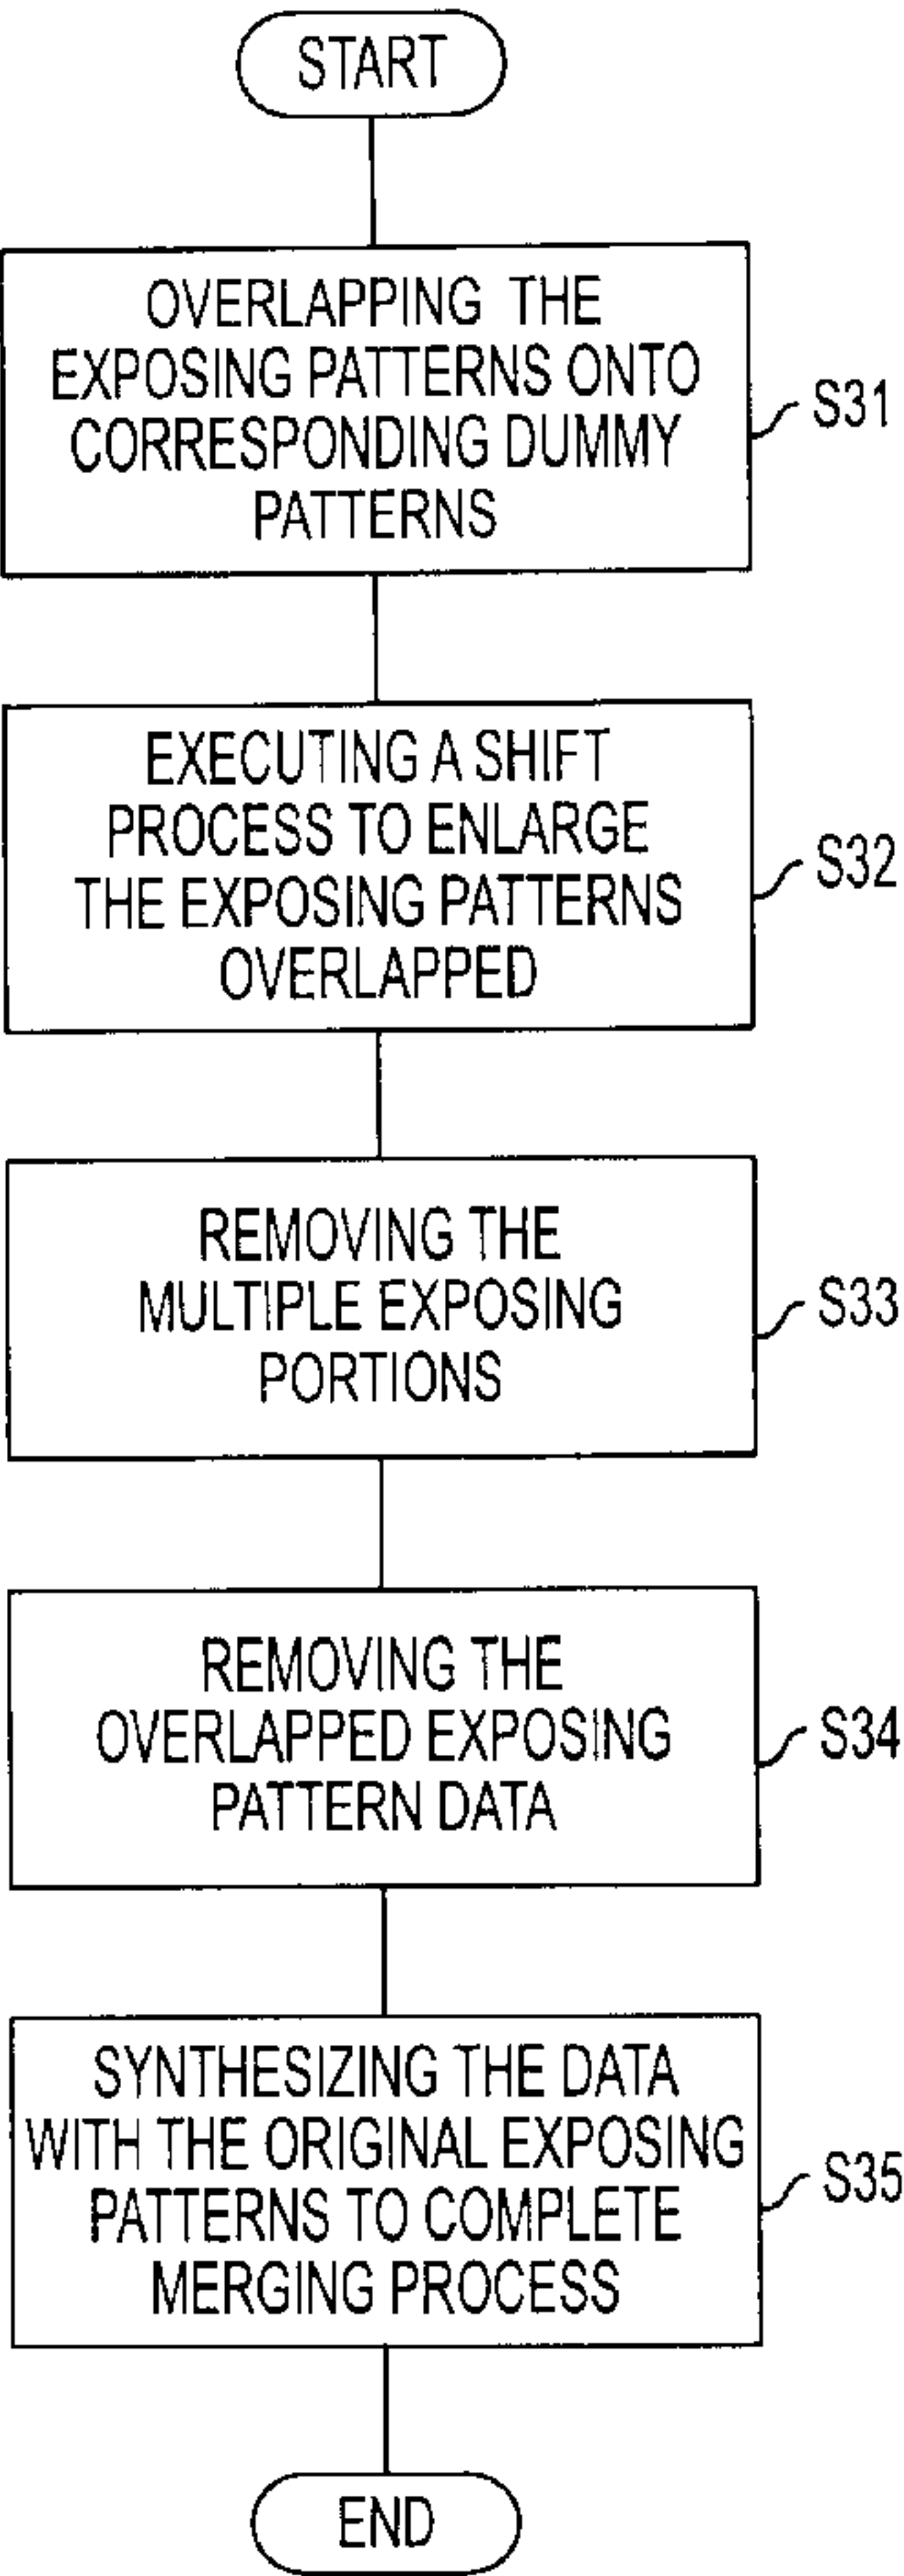 START
OVERLAPPING THE
EXPOSING PATTERNS ONTO
CORRESPONDING DUMMY
PATTERNS
S31
EXECUTING A SHIFT
PROCESS TO ENLARGE
THE EXPOSING PATTERNS
OVERLAPPED
S32
REMOVING THE
MULTIPLE EXPOSING
PORTIONS
S33
REMOVING THE
OVERLAPPED EXPOSING
PATTERN DATA
S34
SYNTHESIZING THE DATA
WITH THE ORIGINAL EXPOSING
PATTERNS TO COMPLETE
MERGING PROCESS
S35
END